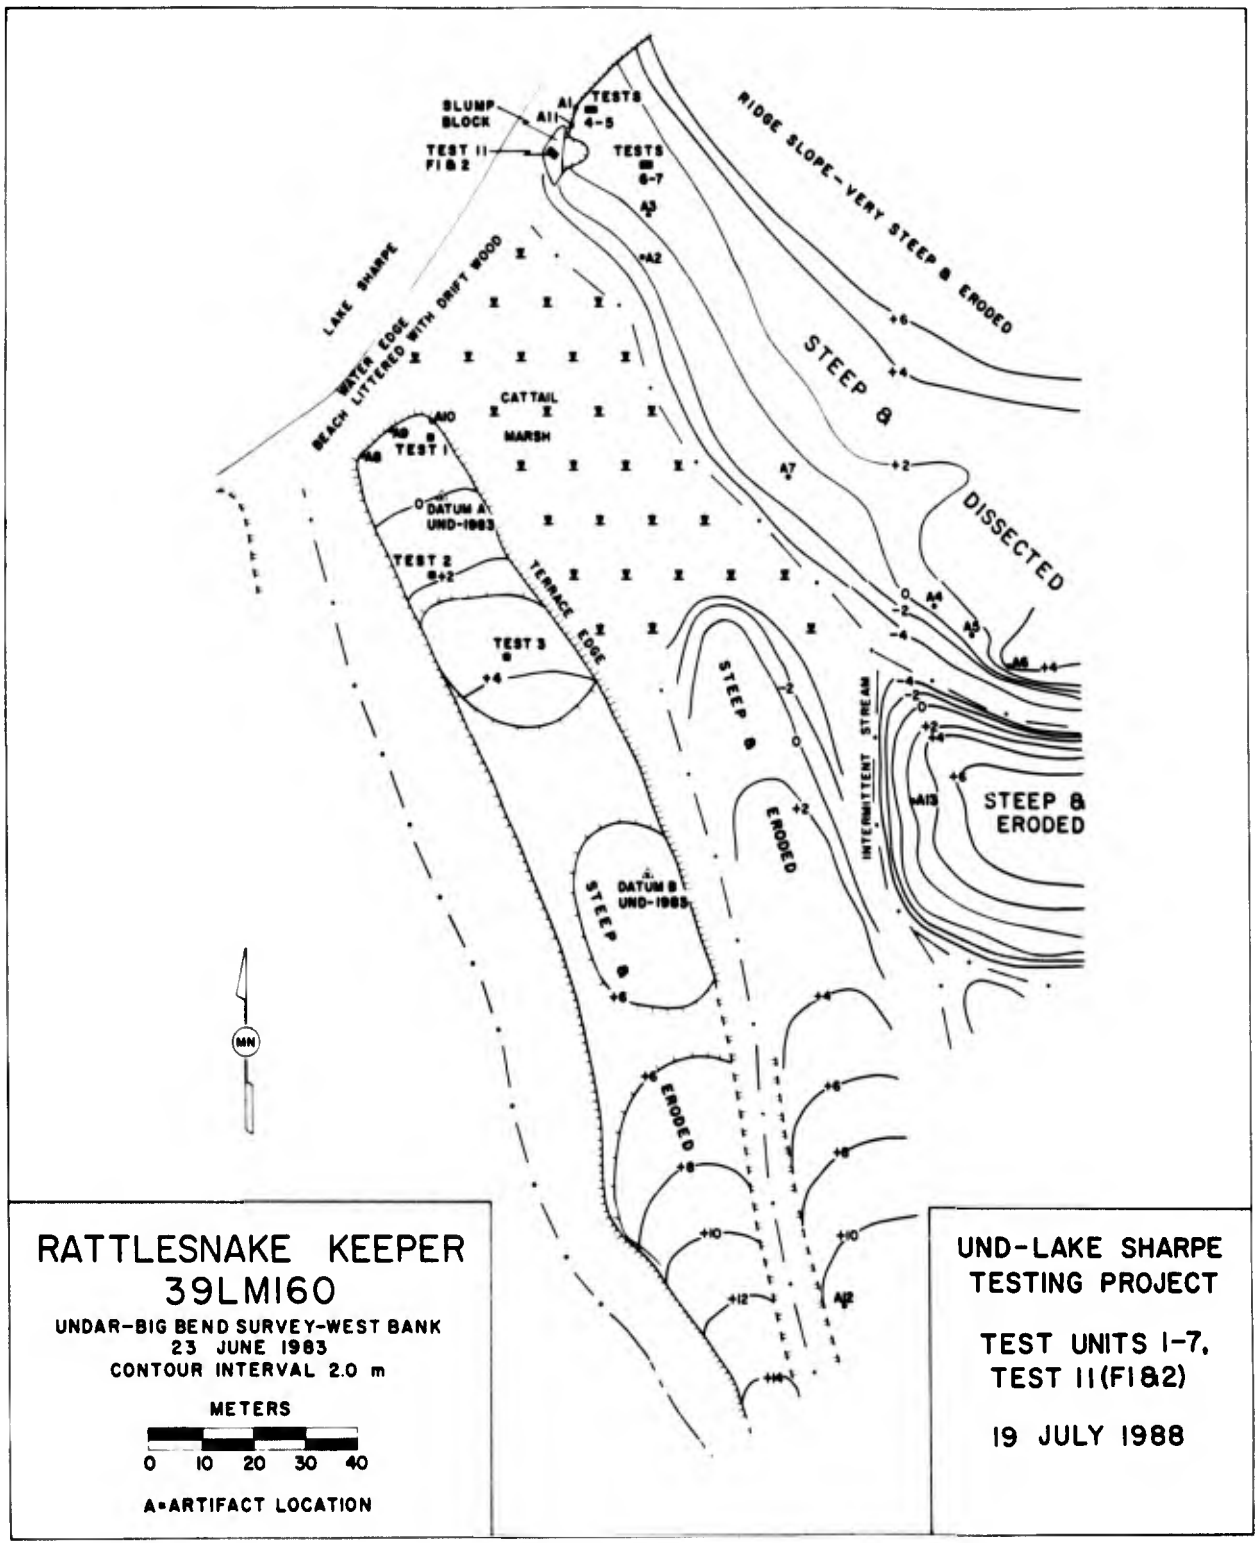 SLUMP
BLOCK
A1
A11
TESTS
4-5
TEST 11
F1 & 2
TESTS
6-7
A3
A2
RIDGE SLOPE-VERY STEEP & ERODED
LAKE SHARPE
WATER EDGE
BEACH LITTERED WITH DRIFT WOOD
+6
+4
STEEP &
DISSECTED
+2
CATTAIL
MARSH
A10
A9
A8
TEST 1
A7
0
DATUM A
UND-1983
TEST 2
+2
TERRACE EDGE
TEST 3
+4
0
-2
-4
A4
A5
A6
+4
STEEP &
ERODED
-2
0
+2
INTERMITTENT STREAM
-4
-2
0
+2
+4
+6
A13
STEEP &
ERODED
DATUM B
UND-1983
STEEP &
ERODED
+6
+6
+8
+10
+12
+14
+4
+6
+8
+10
A12
MN
RATTLESNAKE KEEPER
39LM160
UNDAR-BIG BEND SURVEY-WEST BANK
23 JUNE 1983
CONTOUR INTERVAL 2.0 m
METERS
0 10 20 30 40
A=ARTIFACT LOCATION
UND-LAKE SHARPE
TESTING PROJECT
TEST UNITS 1-7,
TEST 11(F1&2)
19 JULY 1988